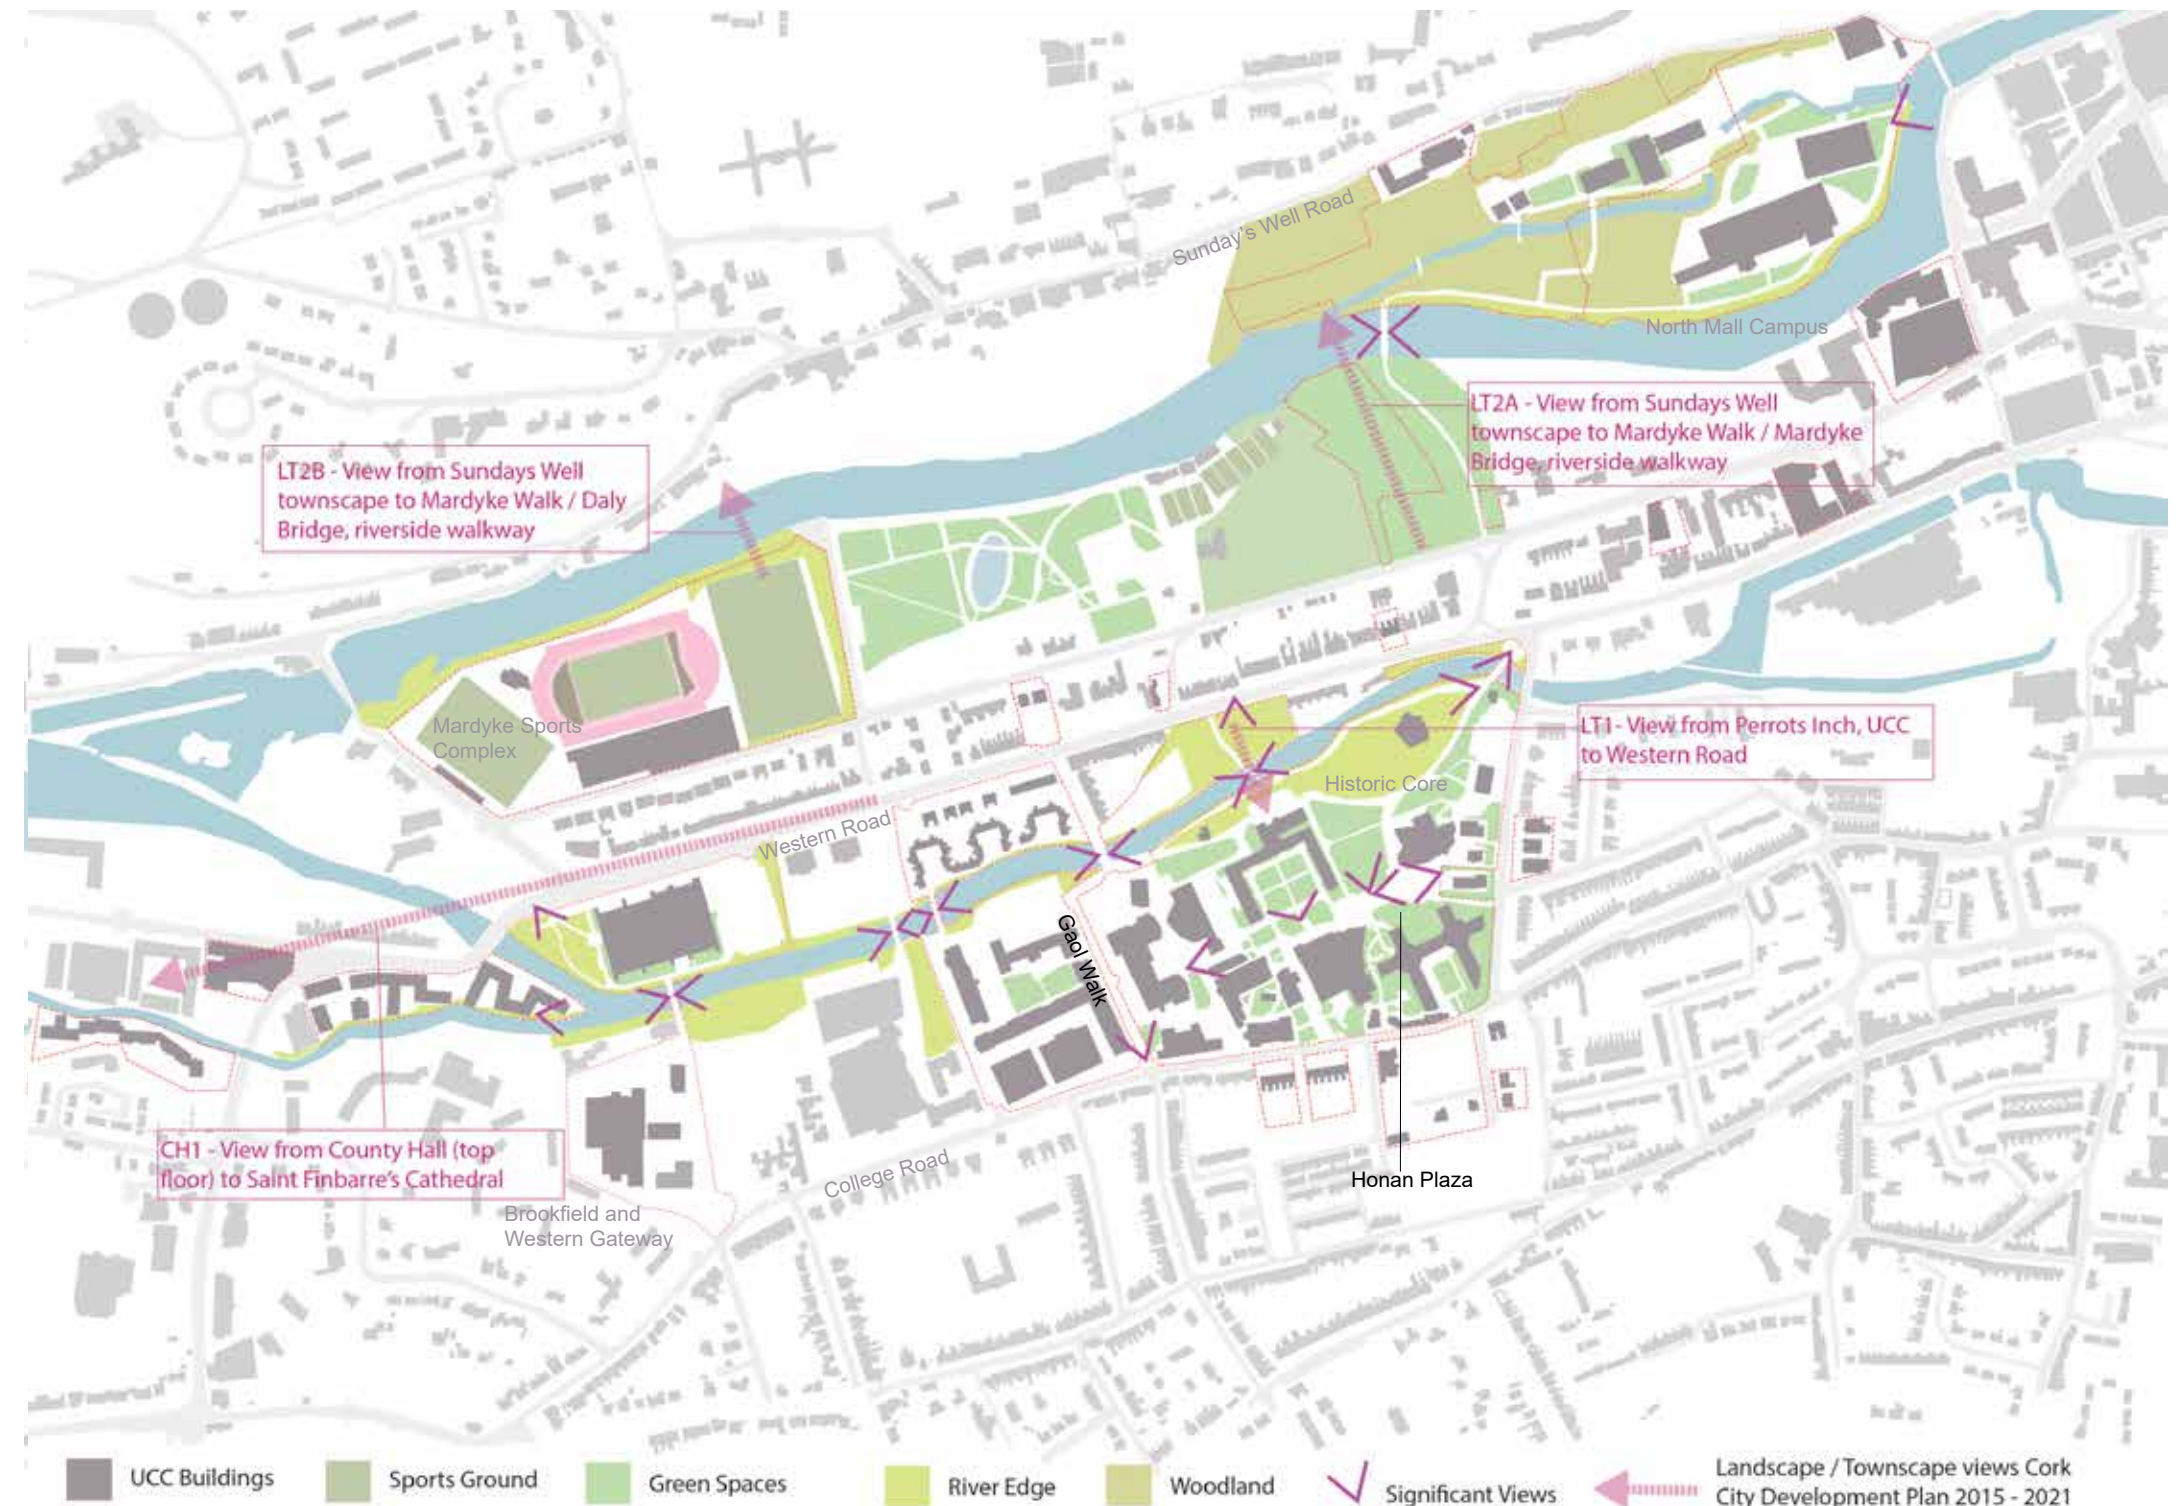 Sunday's Well Road
North Mall Campus
LT2A - View from Sundays Well
townscape to Mardyke Walk / Mardyke
Bridge, riverside walkway
LT2B - View from Sundays Well
townscape to Mardyke Walk / Daly
Bridge, riverside walkway
Mardyke Sports
Complex
LT1- View from Perrots Inch, UCC
to Western Road
Historic Core
Western Road
Gaol Walk
CH1 - View from County Hall (top
floor) to Saint Finbarre's Cathedral
College Road
Honan Plaza
Brookfield and
Western Gateway
UCC Buildings
Sports Ground
Green Spaces
River Edge
Woodland
Significant Views
Landscape / Townscape views Cork
City Development Plan 2015 - 2021